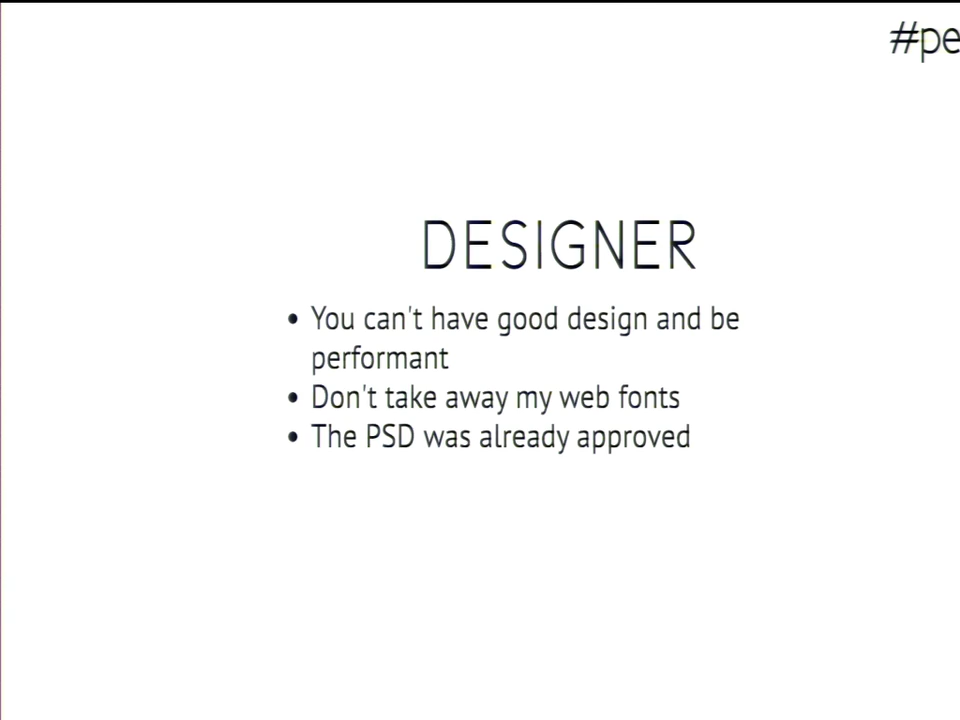 #pe
DESIGNER
• You can't have good design and be
performant
• Don't take away my web fonts
• The PSD was already approved